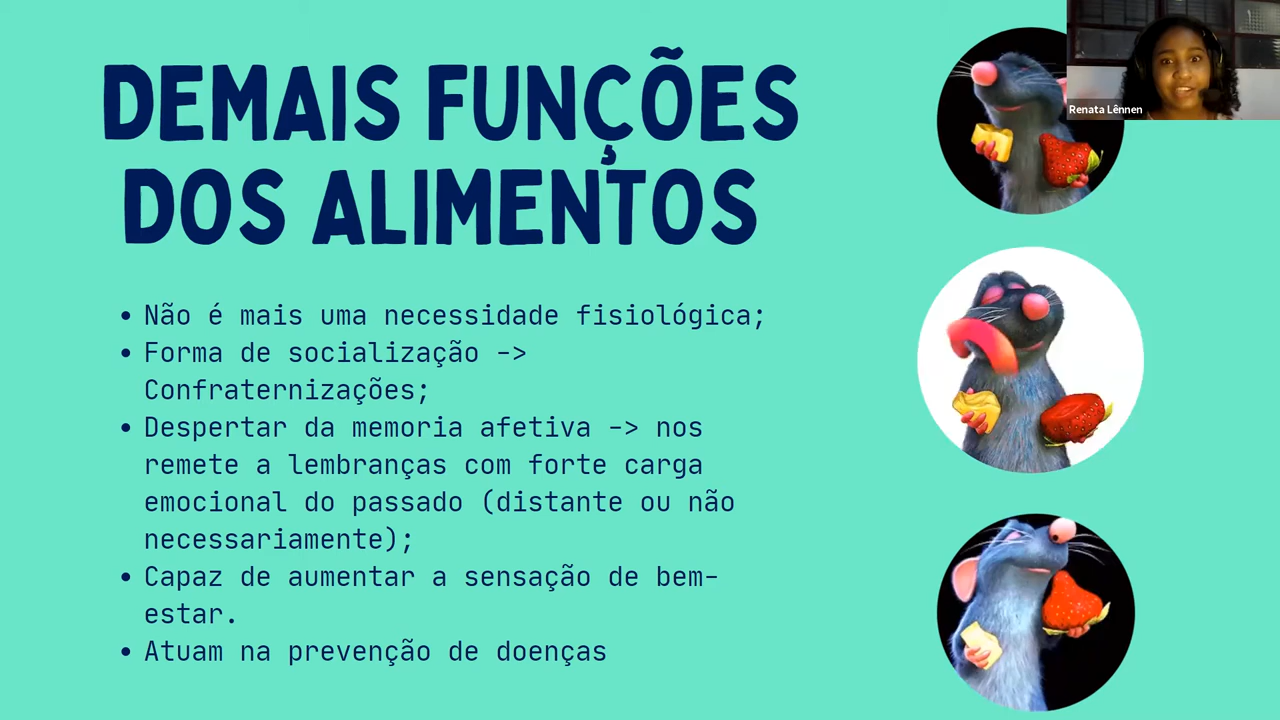 DEMAIS FUNÇÕES
DOS ALIMENTOS
• Não é mais uma necessidade fisiológica;
• Forma de socialização ->
Confraternizações;
• Despertar da memoria afetiva -> nos
remete a lembranças com forte carga
emocional do passado (distante ou não
necessariamente);
• Capaz de aumentar a sensação de bem-
estar.
• Atuam na prevenção de doenças
Renata Lênnen